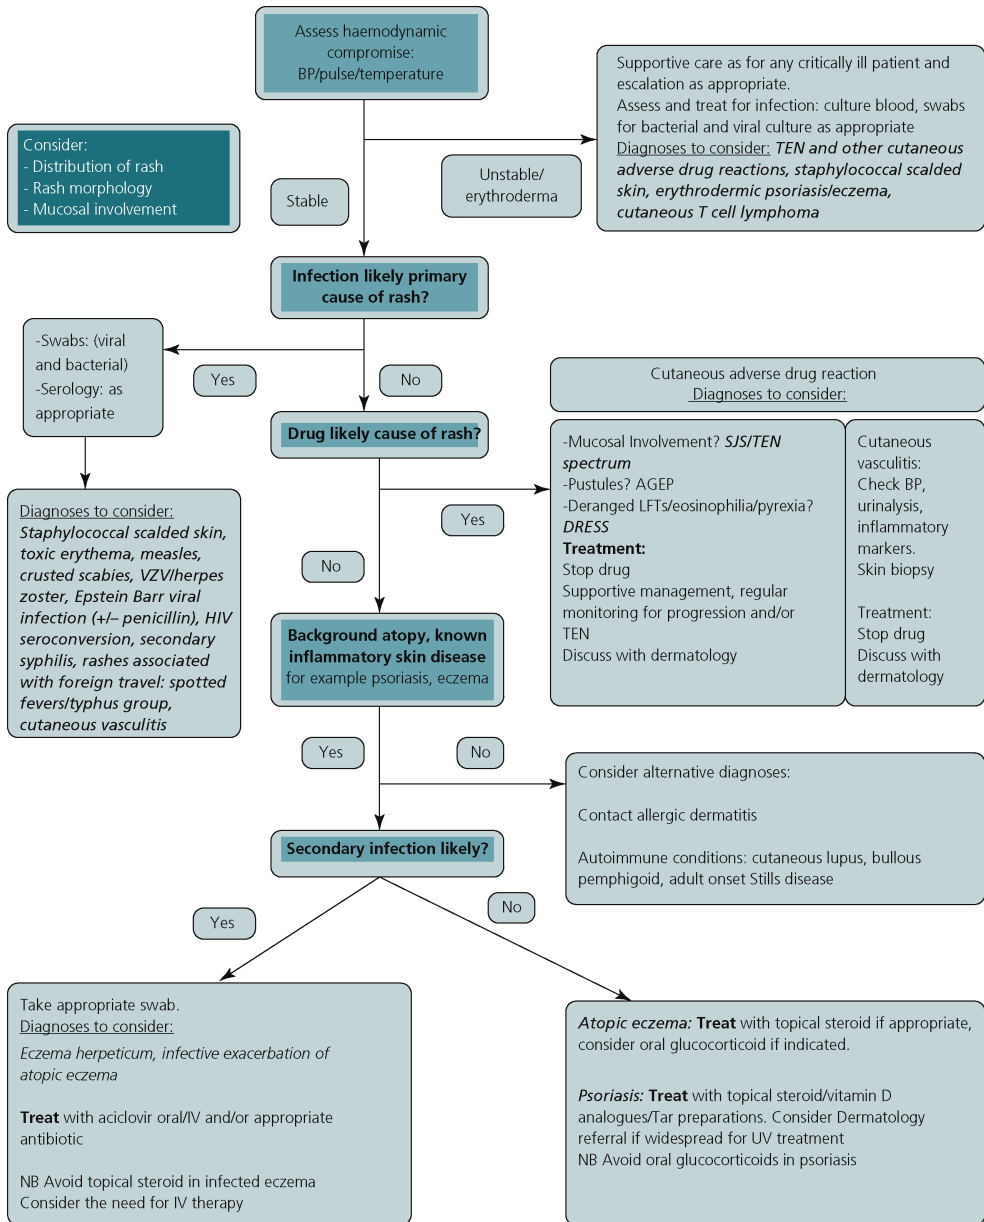 Assess haemodynamic
compromise:
BP/pulse/temperature
Supportive care as for any critically ill patient and
escalation as appropriate.
Assess and treat for infection: culture blood, swabs
for bacterial and viral culture as appropriate
Diagnoses to consider: TEN and other cutaneous
adverse drug reactions, staphylococcal scalded
skin, erythrodermic psoriasis/eczema,
cutaneous T cell lymphoma
Consider:
- Distribution of rash
- Rash morphology
- Mucosal involvement
Unstable/
erythroderma
Stable
Infection likely primary
cause of rash?
-Swabs: (viral
and bacterial)
-Serology: as
appropriate
Yes
No
Drug likely cause of rash?
Cutaneous adverse drug reaction
Diagnoses to consider:
-Mucosal Involvement? SJS/TEN
spectrum
-Pustules? AGEP
-Deranged LFTs/eosinophilia/pyrexia?
DRESS
Treatment:
Stop drug
Supportive management, regular
monitoring for progression and/or
TEN
Discuss with dermatology
Cutaneous
vasculitis:
Check BP,
urinalysis,
inflammatory
markers.
Skin biopsy
Treatment:
Stop drug
Discuss with
dermatology
Yes
No
Diagnoses to consider:
Staphylococcal scalded skin,
toxic erythema, measles,
crusted scabies, VZV/herpes
zoster, Epstein Barr viral
infection (+/– penicillin), HIV
seroconversion, secondary
syphilis, rashes associated
with foreign travel: spotted
fevers/typhus group,
cutaneous vasculitis
Background atopy, known
inflammatory skin disease
for example psoriasis, eczema
Yes
No
Consider alternative diagnoses:
Contact allergic dermatitis
Autoimmune conditions: cutaneous lupus, bullous
pemphigoid, adult onset Stills disease
Secondary infection likely?
Yes
No
Take appropriate swab.
Diagnoses to consider:
Eczema herpeticum, infective exacerbation of
atopic eczema
Treat with aciclovir oral/IV and/or appropriate
antibiotic
NB Avoid topical steroid in infected eczema
Consider the need for IV therapy
Atopic eczema: Treat with topical steroid if appropriate,
consider oral glucocorticoid if indicated.
Psoriasis: Treat with topical steroid/vitamin D
analogues/Tar preparations. Consider Dermatology
referral if widespread for UV treatment
NB Avoid oral glucocorticoids in psoriasis